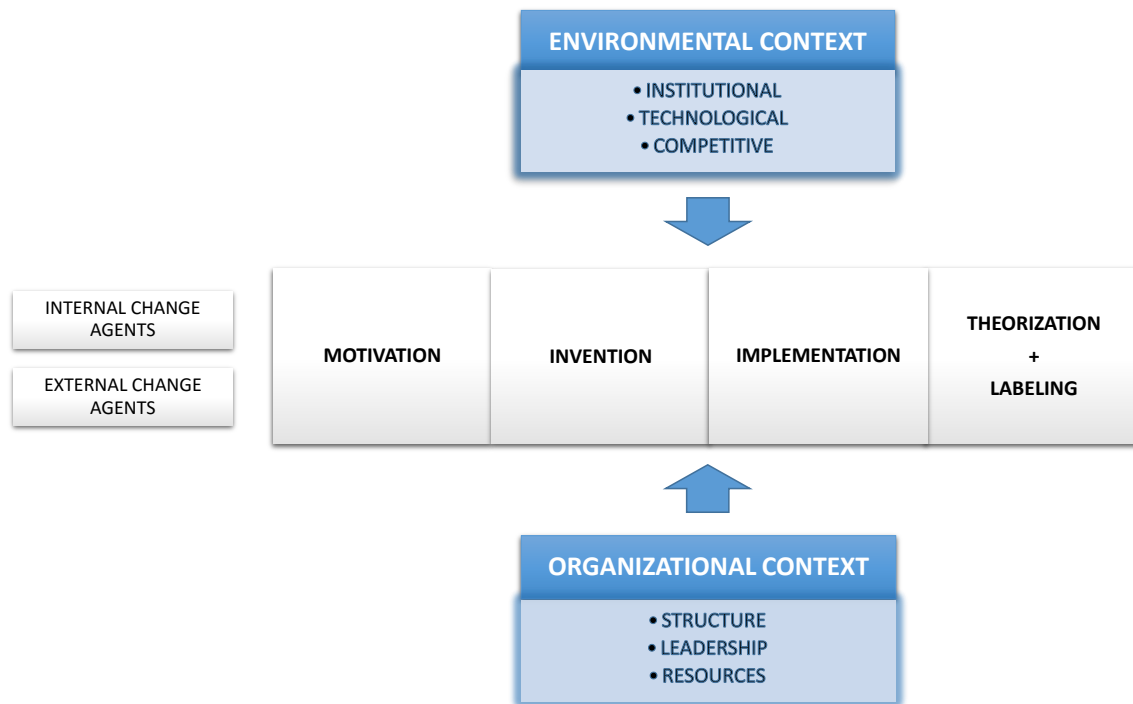 ENVIRONMENTAL CONTEXT
• INSTITUTIONAL
• TECHNOLOGICAL
• COMPETITIVE
INTERNAL CHANGE
AGENTS
EXTERNAL CHANGE
AGENTS
MOTIVATION
INVENTION
IMPLEMENTATION
THEORIZATION
+
LABELING
ORGANIZATIONAL CONTEXT
• STRUCTURE
• LEADERSHIP
• RESOURCES